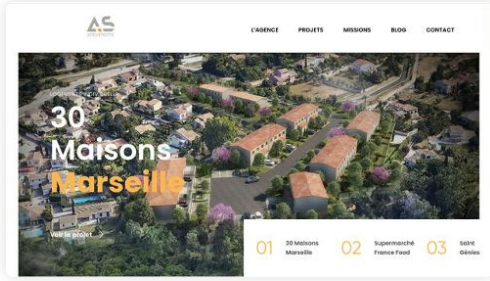 AS
L'AGENCE
PROJETS
MISSIONS
BLOG
CONTACT
30
Maisons
Marseille
Voir le projet
01
30 Maisons
Marseille
02
Supermarché
France Food
03
Saint
Génies